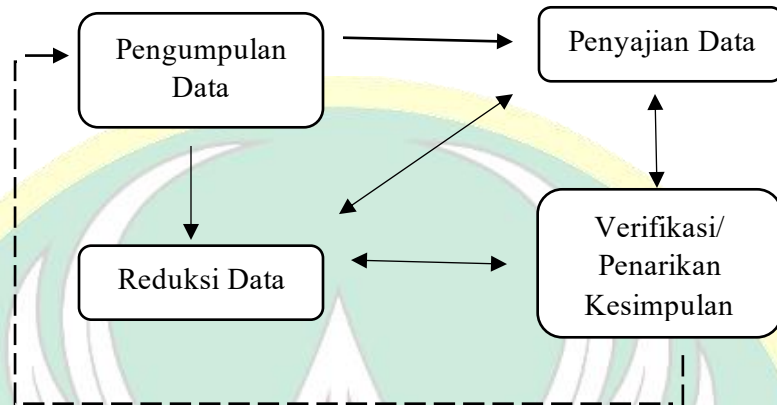 Pengumpulan
Data
Penyajian Data
Reduksi Data
Verifikasi/
Penarikan
Kesimpulan